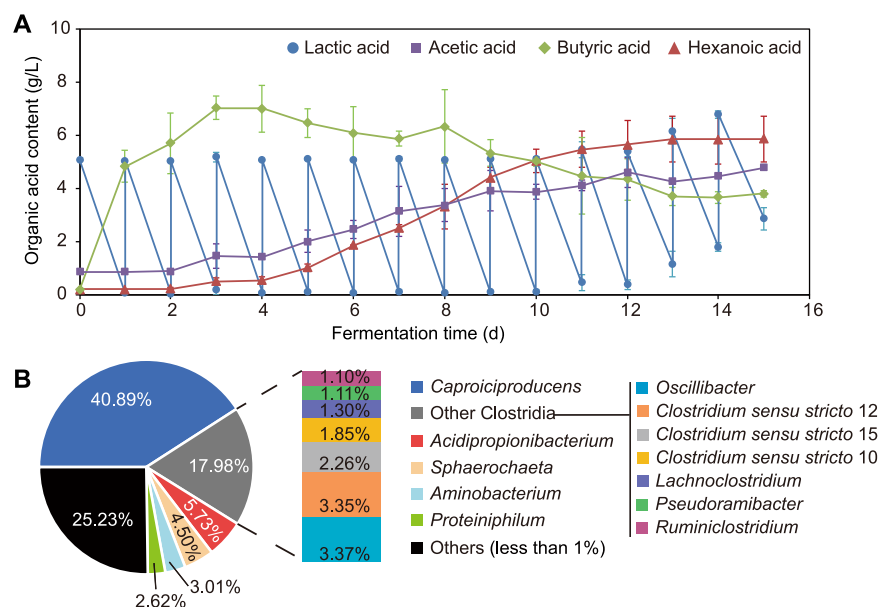 A
10
8
6
4
2
0
Organic acid content (g/L)
Lactic acid
Acetic acid
Butyric acid
Hexanoic acid
0
2
4
6
8
10
12
14
16
Fermentation time (d)
B
40.89%
17.98%
5.73%
4.50%
3.01%
2.62%
25.23%
1.10%
1.11%
1.30%
1.85%
2.26%
3.35%
3.37%
Caproiciproducens
Other Clostridia
Acidipropionibacterium
Sphaerochaeta
Aminobacterium
Proteiniphilum
Others (less than 1%)
Oscillibacter
Clostridium sensu stricto 12
Clostridium sensu stricto 15
Clostridium sensu stricto 10
Lachnoclostridium
Pseudoramibacter
Ruminiclostridium